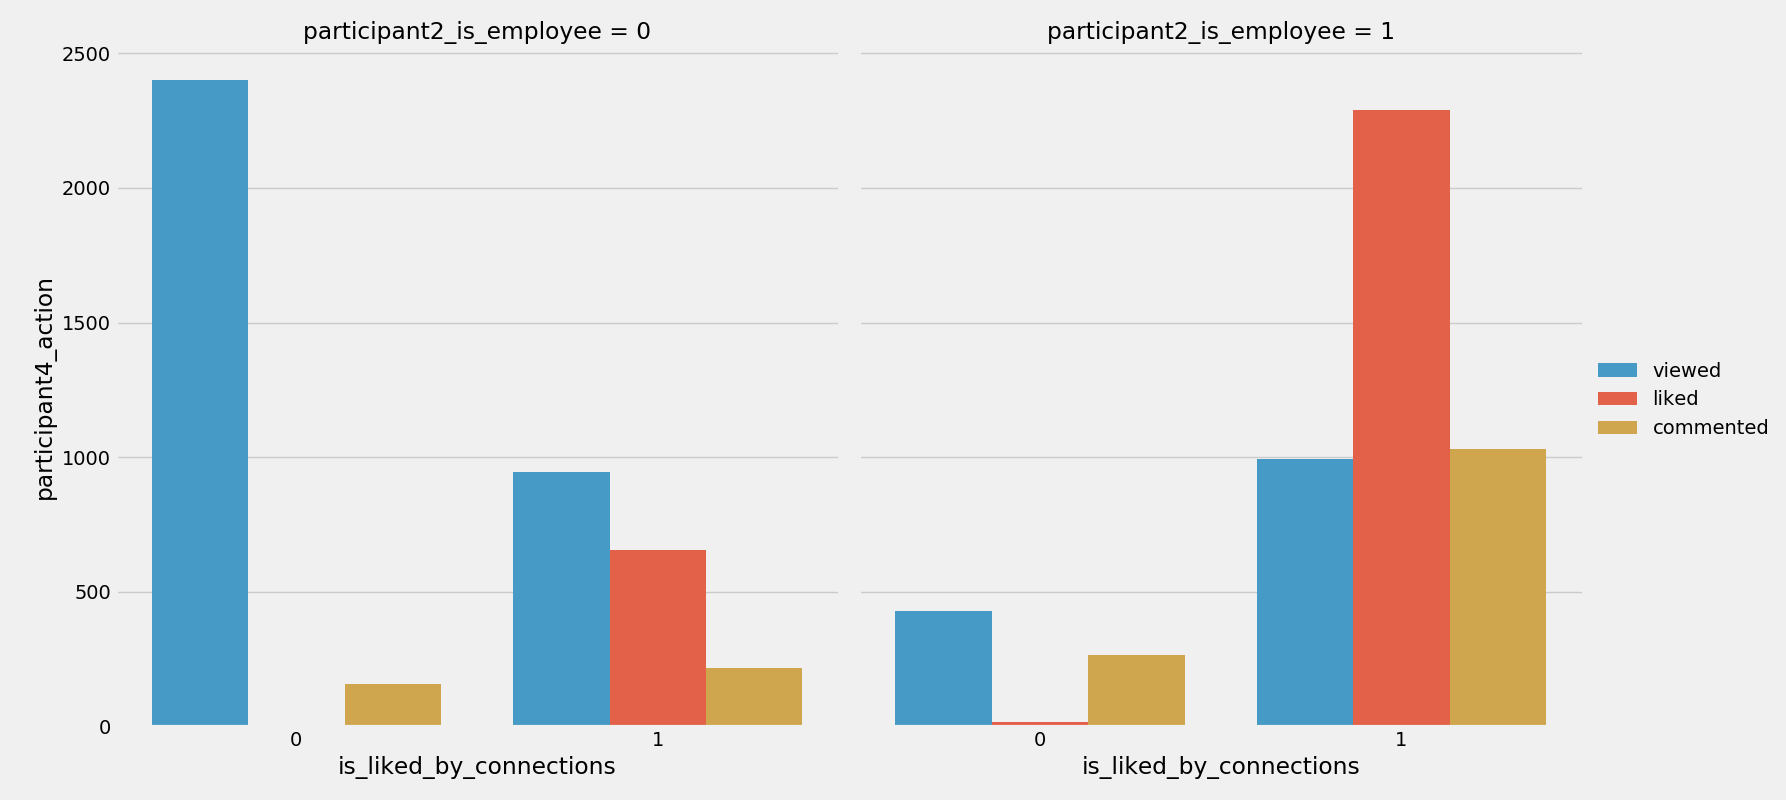 participant2_is_employee = 0
participant2_is_employee = 1
participant4_action
2500
2000
1500
1000
500
0
0
1
0
1
is_liked_by_connections
is_liked_by_connections
viewed
liked
commented